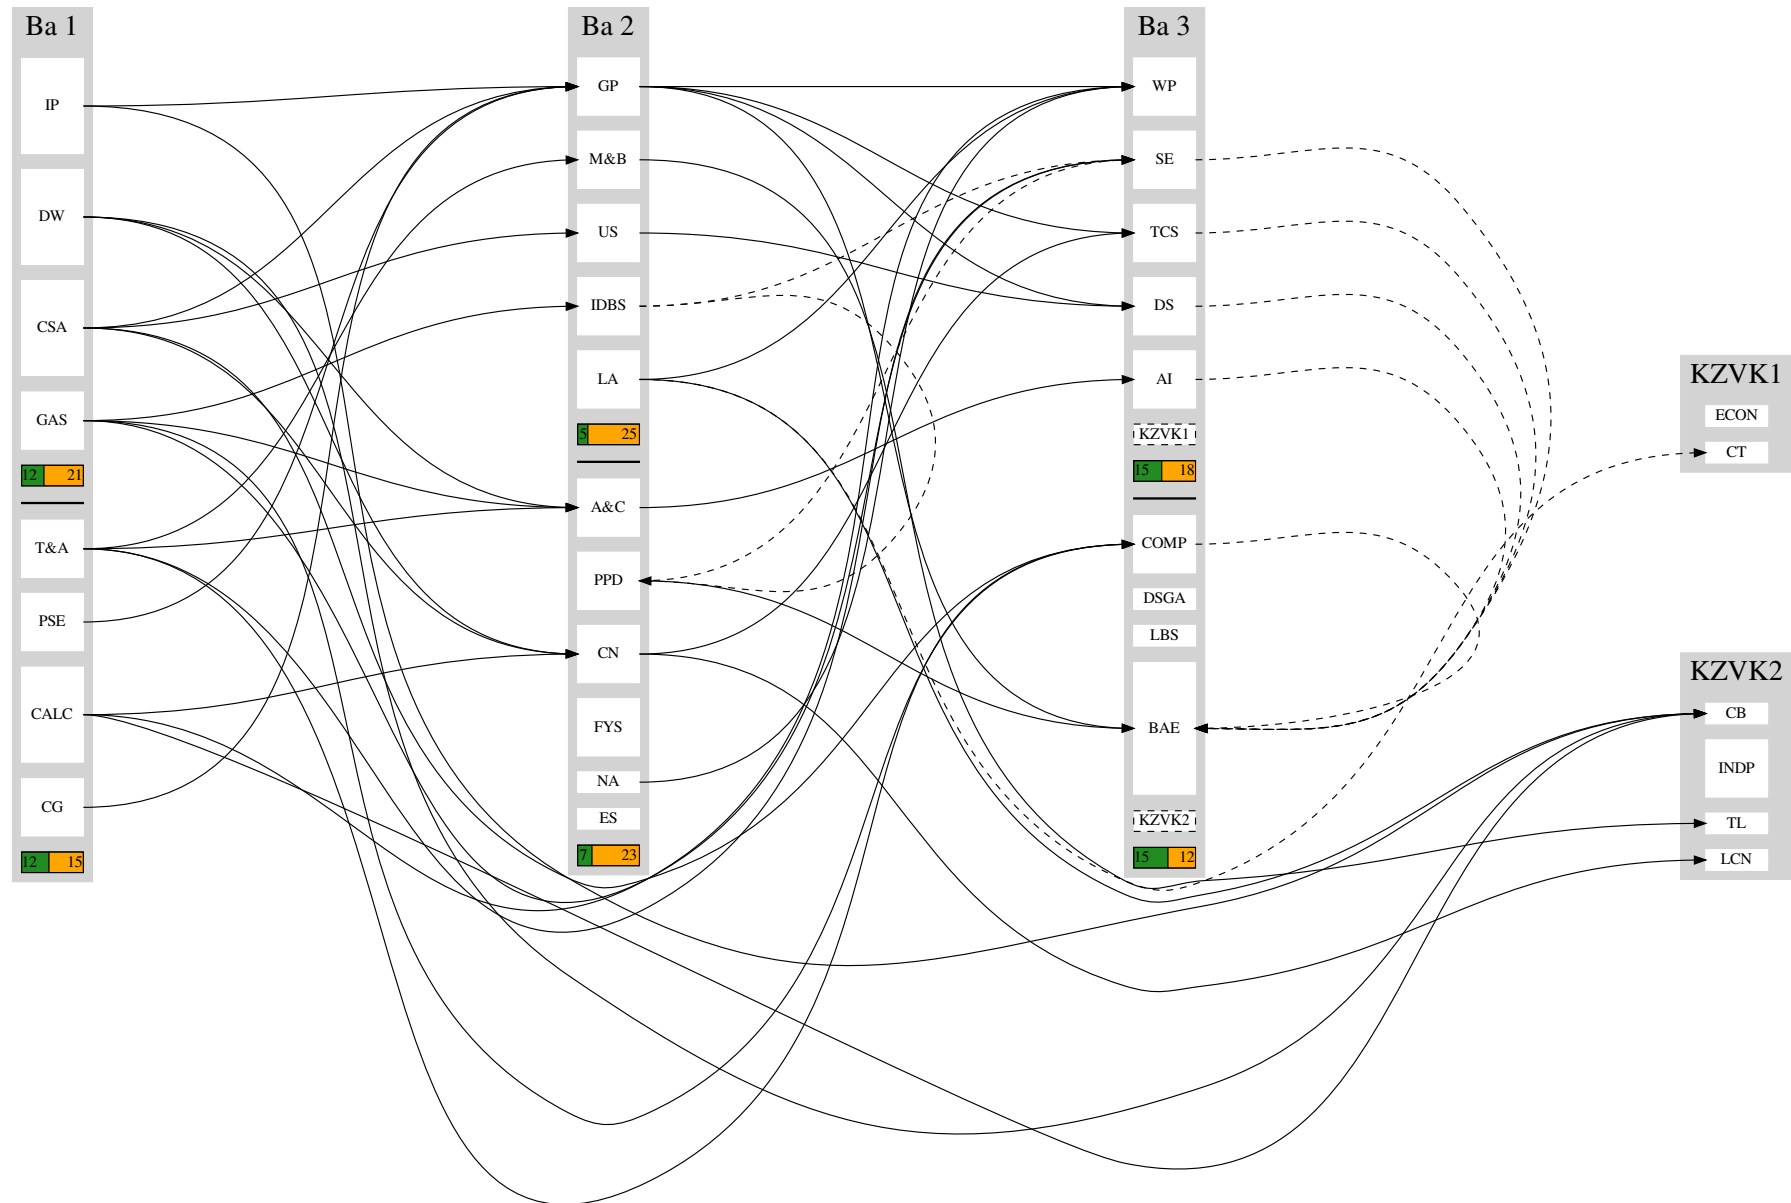 Ba 1
IP
DW
CSA
GAS
12 21
T&A
PSE
CALC
CG
12 15
Ba 2
GP
M&B
US
IDBS
LA
5 25
A&C
PPD
CN
FYS
NA
ES
7 23
Ba 3
WP
SE
TCS
DS
AI
KZVK1
15 18
COMP
DSGA
LBS
BAE
KZVK2
15 12
KZVK1
ECON
CT
KZVK2
CB
INDP
TL
LCN